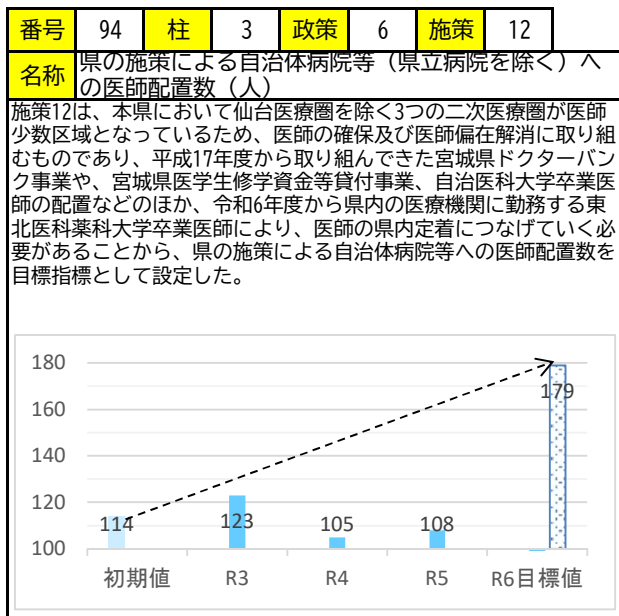 番号 94 柱 3 政策 6 施策 12
名称 県の施策による自治体病院等（県立病院を除く）へ
の医師配置数（人）
施策12は、本県において仙台医療圏を除く3つの二次医療圏が医師
少数区域となっているため、医師の確保及び医師偏在解消に取り組
むものであり、平成17年度から取り組んできた宮城県ドクターバン
ク事業や、宮城県医学生修学資金等貸付事業、自治医科大学卒業医
師の配置などのほか、令和6年度から県内の医療機関に勤務する東
北医科薬科大学卒業医師により、医師の県内定着につなげていく必
要があることから、県の施策による自治体病院等への医師配置数を
目標指標として設定した。
180
179
160
140
120
114 123 105 108
100
初期値 R3 R4 R5 R6目標値